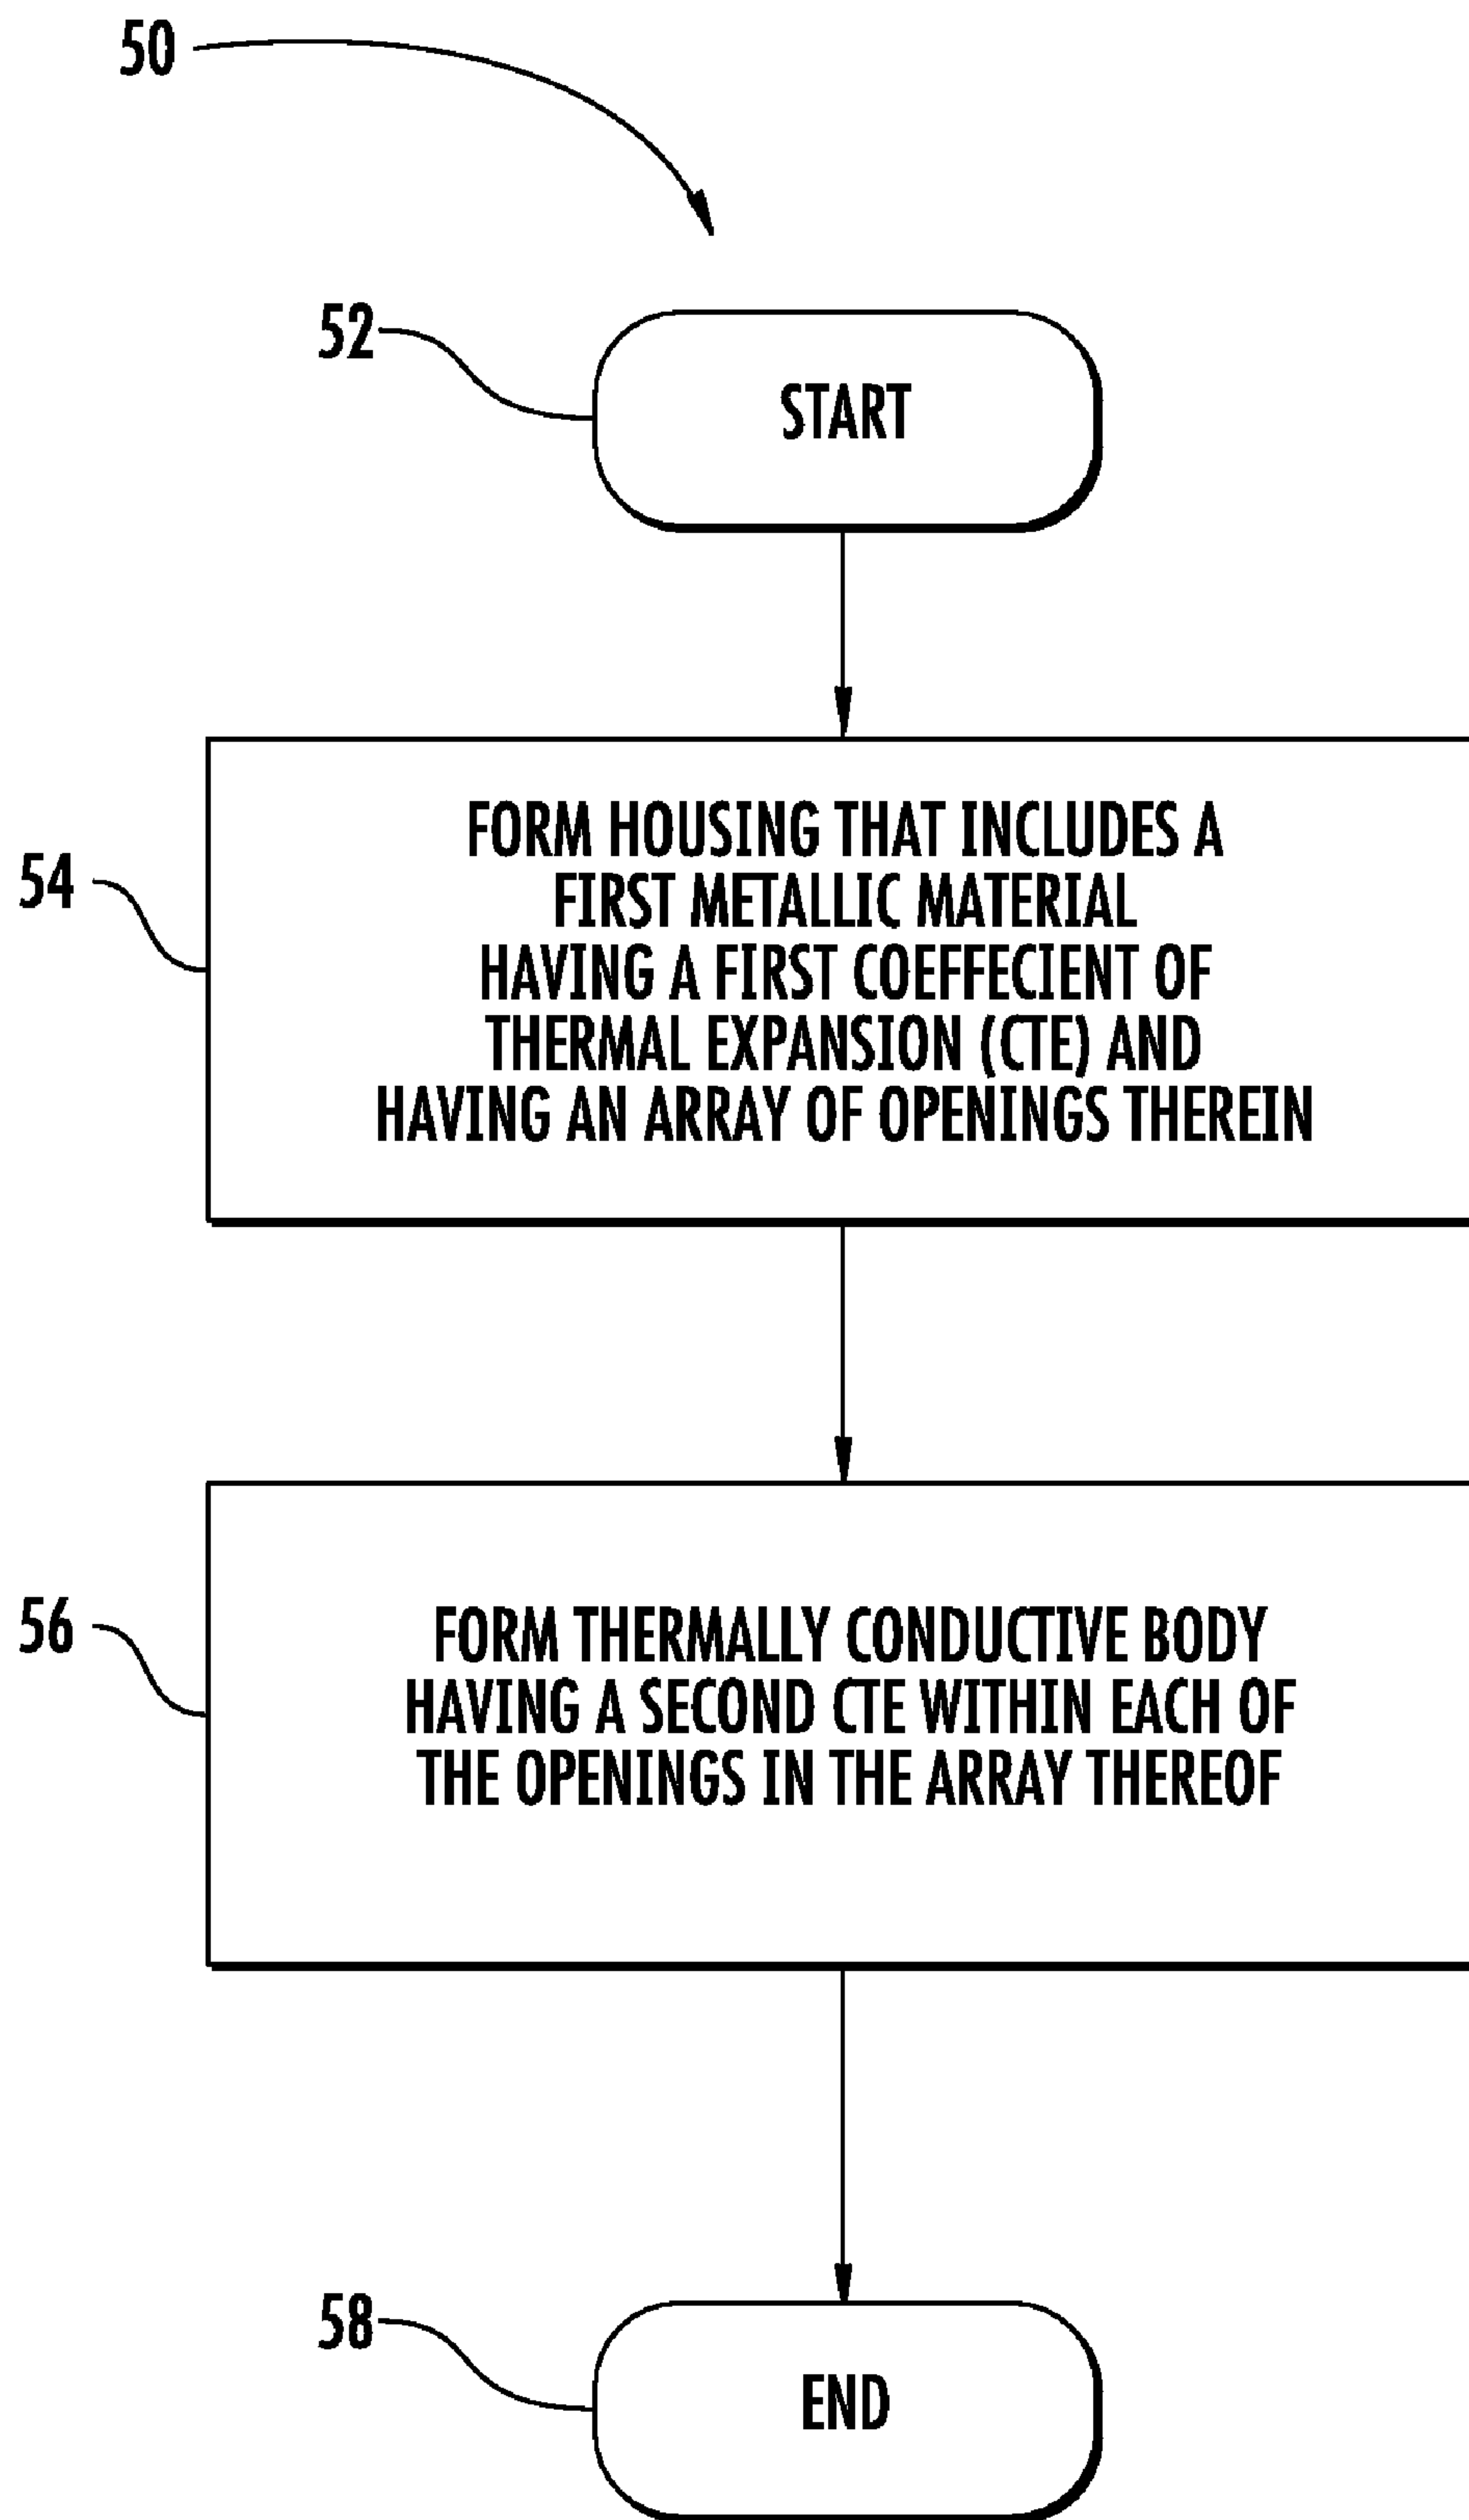 50
52
START
54
FORM HOUSING THAT INCLUDES A
FIRST METALLIC MATERIAL
HAVING A FIRST COEFFECIENT OF
THERMAL EXPANSION (CTE) AND
HAVING AN ARRAY OF OPENINGS THEREIN
56
FORM THERMALLY CONDUCTIVE BODY
HAVING A SECOND CTE WITHIN EACH OF
THE OPENINGS IN THE ARRAY THEREOF
58
END